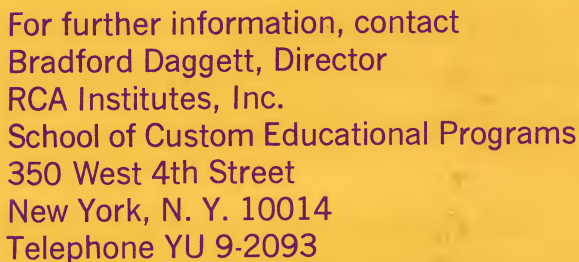 For further information, contact
Bradford Daggett, Director
RCA Institutes, Inc.
School of Custom Educational Programs
350 West 4th Street
New York, N. Y. 10014
Telephone YU 9-2093